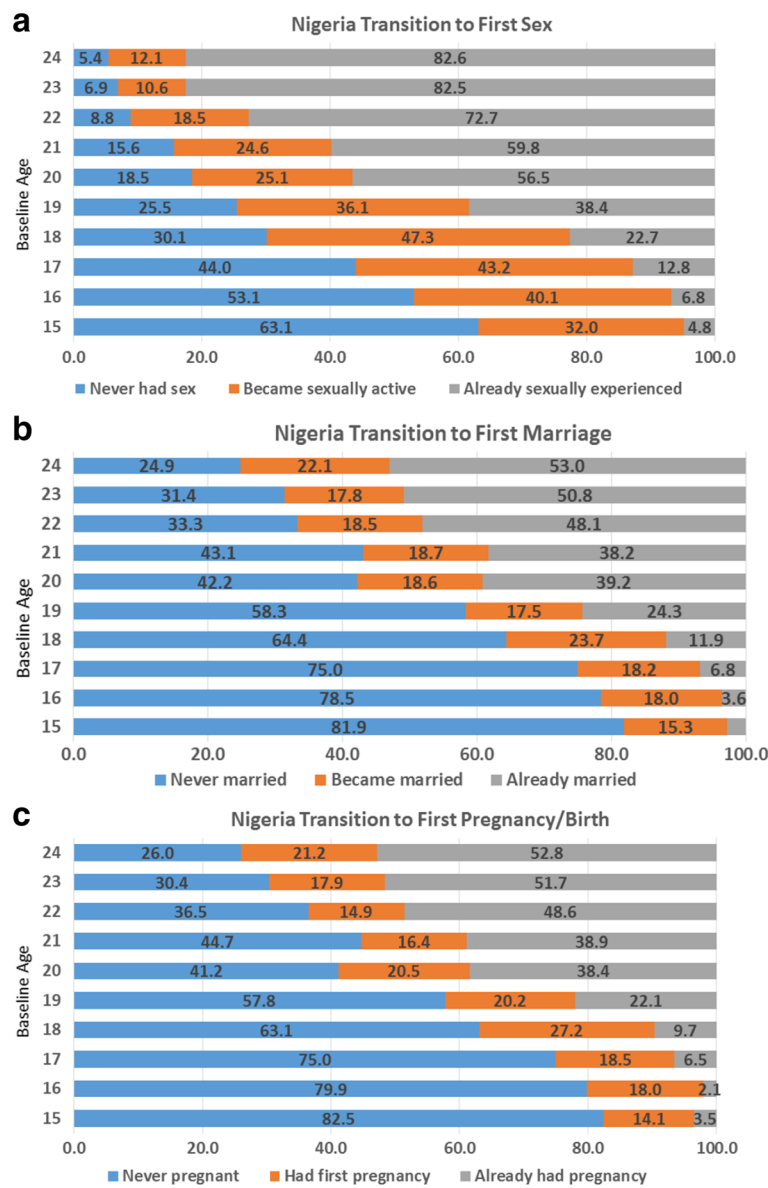 a
Nigeria Transition to First Sex
Baseline Age
24 5.4 12.1 82.6
23 6.9 10.6 82.5
22 8.8 18.5 72.7
21 15.6 24.6 59.8
20 18.5 25.1 56.5
19 25.5 36.1 38.4
18 30.1 47.3 22.7
17 44.0 43.2 12.8
16 53.1 40.1 6.8
15 63.1 32.0 4.8
0.0 20.0 40.0 60.0 80.0 100.0
Never had sex Became sexually active Already sexually experienced
b
Nigeria Transition to First Marriage
Baseline Age
24 24.9 22.1 53.0
23 31.4 17.8 50.8
22 33.3 18.5 48.1
21 43.1 18.7 38.2
20 42.2 18.6 39.2
19 58.3 17.5 24.3
18 64.4 23.7 11.9
17 75.0 18.2 6.8
16 78.5 18.0 3.6
15 81.9 15.3
0.0 20.0 40.0 60.0 80.0 100.0
Never married Became married Already married
c
Nigeria Transition to First Pregnancy/Birth
Baseline Age
24 26.0 21.2 52.8
23 30.4 17.9 51.7
22 36.5 14.9 48.6
21 44.7 16.4 38.9
20 41.2 20.5 38.4
19 57.8 20.2 22.1
18 63.1 27.2 9.7
17 75.0 18.5 6.5
16 79.9 18.0 2.1
15 82.5 14.1 3.5
0.0 20.0 40.0 60.0 80.0 100.0
Never pregnant Had first pregnancy Already had pregnancy